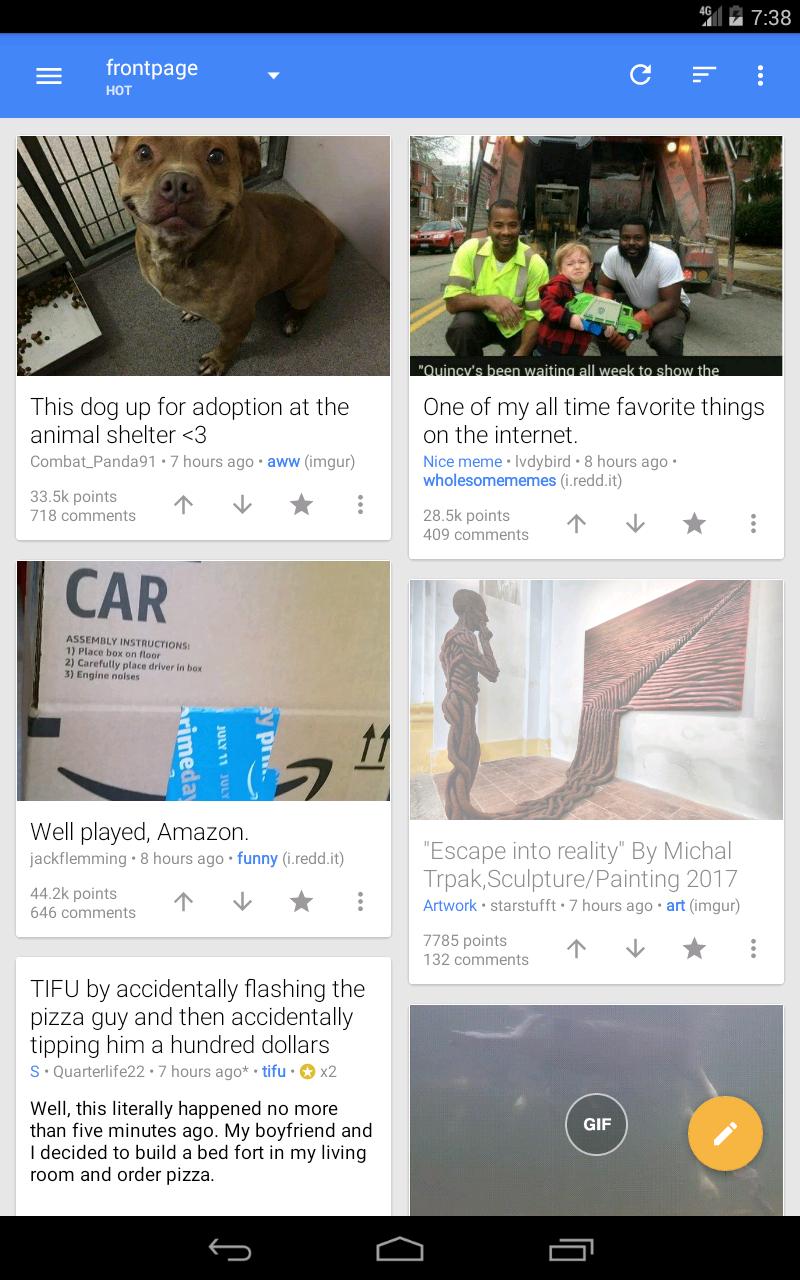 4G 7:38
frontpage
HOT
This dog up for adoption at the
animal shelter <3
Combat_Panda91 • 7 hours ago • aww (imgur)
33.5k points
718 comments
"Quincy's been waiting all week to show the
One of my all time favorite things
on the internet.
Nice meme • lvdybird • 8 hours ago •
wholesomememes (i.redd.it)
28.5k points
409 comments
CAR
ASSEMBLY INSTRUCTIONS:
1) Place box on floor
2) Carefully place driver in box
3) Engine noises
primeday
JULY 11
JULY
ay prim
Well played, Amazon.
jackflemming • 8 hours ago • funny (i.redd.it)
44.2k points
646 comments
"Escape into reality" By Michal
Trpak,Sculpture/Painting 2017
Artwork • starstufft • 7 hours ago • art (imgur)
7785 points
132 comments
TIFU by accidentally flashing the
pizza guy and then accidentally
tipping him a hundred dollars
S • Quarterlife22 • 7 hours ago* • tifu • x2
Well, this literally happened no more
than five minutes ago. My boyfriend and
I decided to build a bed fort in my living
room and order pizza.
GIF